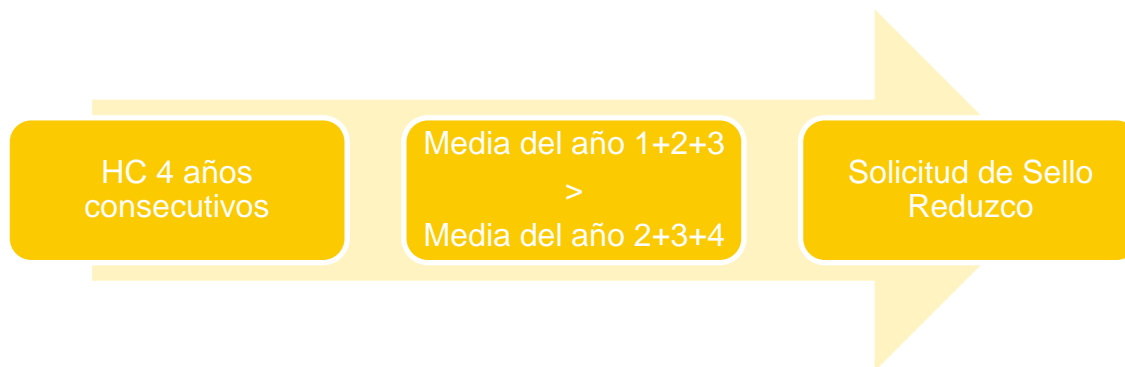 HC 4 años
consecutivos
Media del año 1+2+3
>
Media del año 2+3+4
Solicitud de Sello
Reduzco